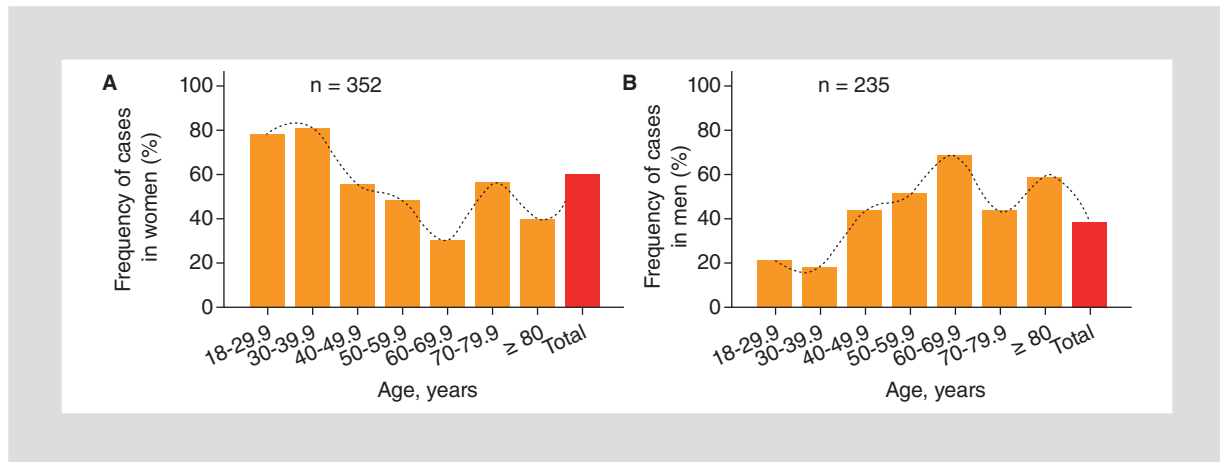 A
n = 352
Frequency of cases
in women (%)
100
80
60
40
20
0
18-29.9
30-39.9
40-49.9
50-59.9
60-69.9
70-79.9
≥ 80
Total
Age, years
B
n = 235
Frequency of cases
in men (%)
100
80
60
40
20
0
18-29.9
30-39.9
40-49.9
50-59.9
60-69.9
70-79.9
≥ 80
Total
Age, years